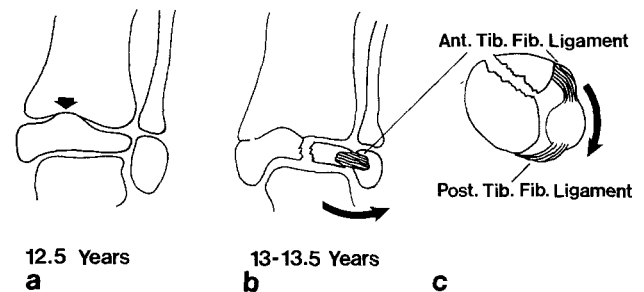 Ant. Tib. Fib. Ligament
Post. Tib. Fib. Ligament
12.5 Years
13-13.5 Years
a
b
c